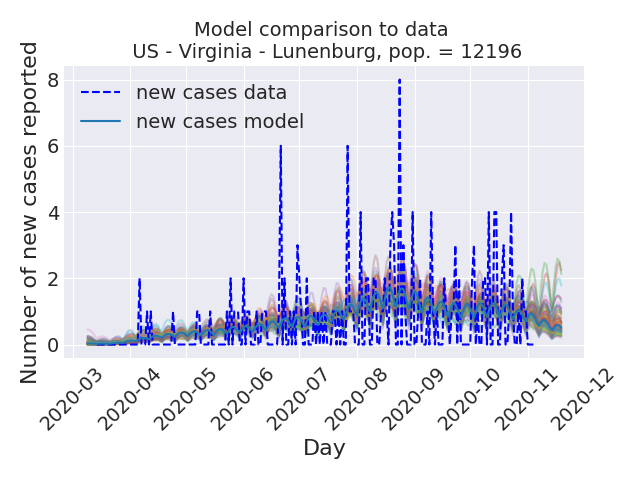 Model comparison to data
US - Virginia - Lunenburg, pop. = 12196
Number of new cases reported
8
6
4
2
0
new cases data
new cases model
2020-03
2020-04
2020-05
2020-06
2020-07
2020-08
2020-09
2020-10
2020-11
2020-12
Day